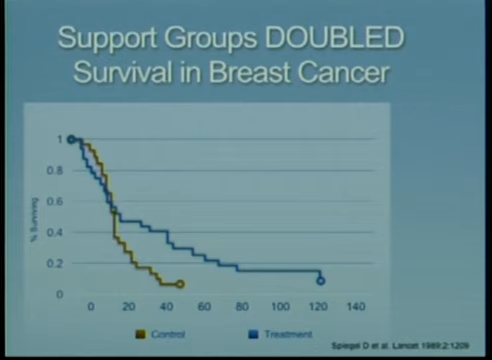 Support Groups DOUBLED
Survival in Breast Cancer
% Surviving
1
0.8
0.6
0.4
0.2
0
0 20 40 60 80 100 120 140
Control Treatment
Spiegel D et al. Lancet 1989:2:1209